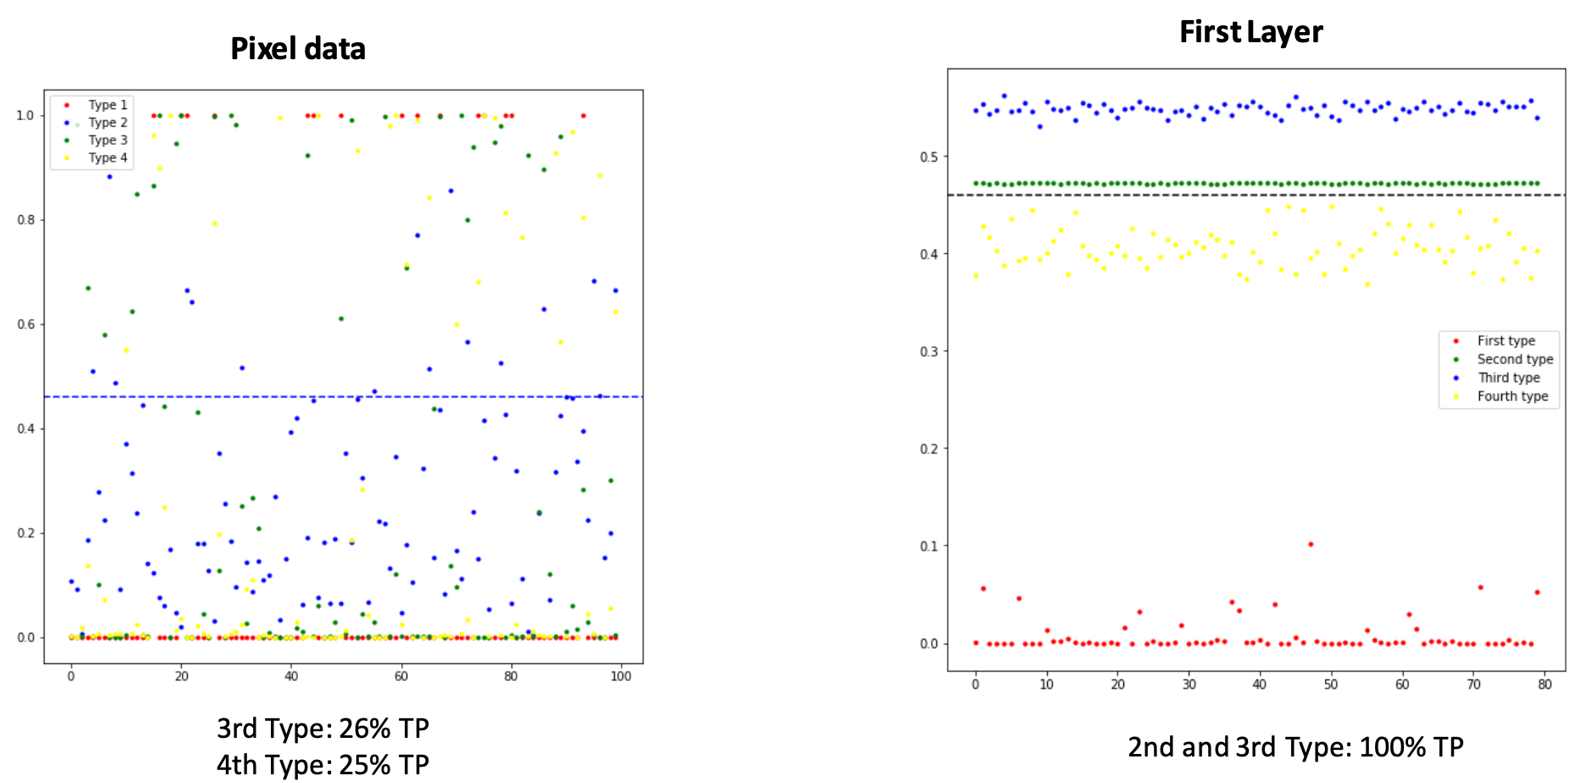 Pixel data
Type 1
Type 2
Type 3
Type 4
1.0
0.8
0.6
0.4
0.2
0.0
0 20 40 60 80 100
3rd Type: 26% TP
4th Type: 25% TP
First Layer
0.5
0.4
0.3
0.2
0.1
0.0
First type
Second type
Third type
Fourth type
0 10 20 30 40 50 60 70 80
2nd and 3rd Type: 100% TP